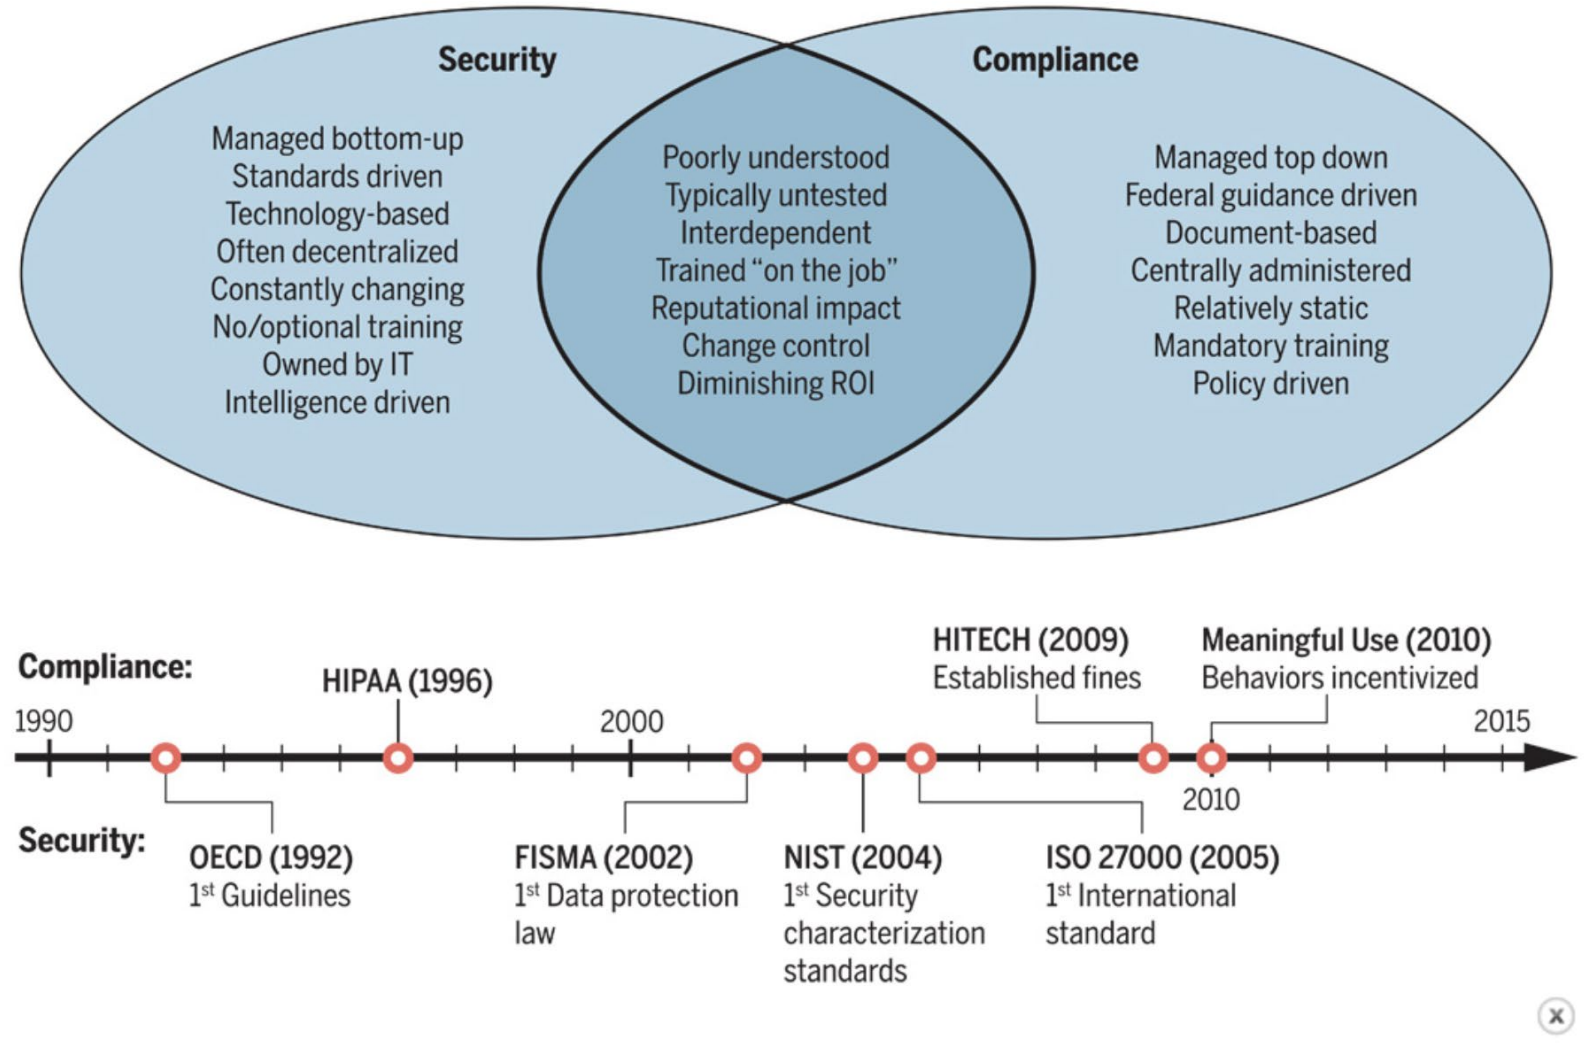 Security
Compliance
Managed bottom-up
Standards driven
Technology-based
Often decentralized
Constantly changing
No/optional training
Owned by IT
Intelligence driven
Poorly understood
Typically untested
Interdependent
Trained “on the job”
Reputational impact
Change control
Diminishing ROI
Managed top down
Federal guidance driven
Document-based
Centrally administered
Relatively static
Mandatory training
Policy driven
Compliance:
HIPAA (1996)
HITECH (2009)
Established fines
Meaningful Use (2010)
Behaviors incentivized
1990
2000
2015
2010
Security:
OECD (1992)
1st Guidelines
FISMA (2002)
1st Data protection
law
NIST (2004)
1st Security
characterization
standards
ISO 27000 (2005)
1st International
standard
X